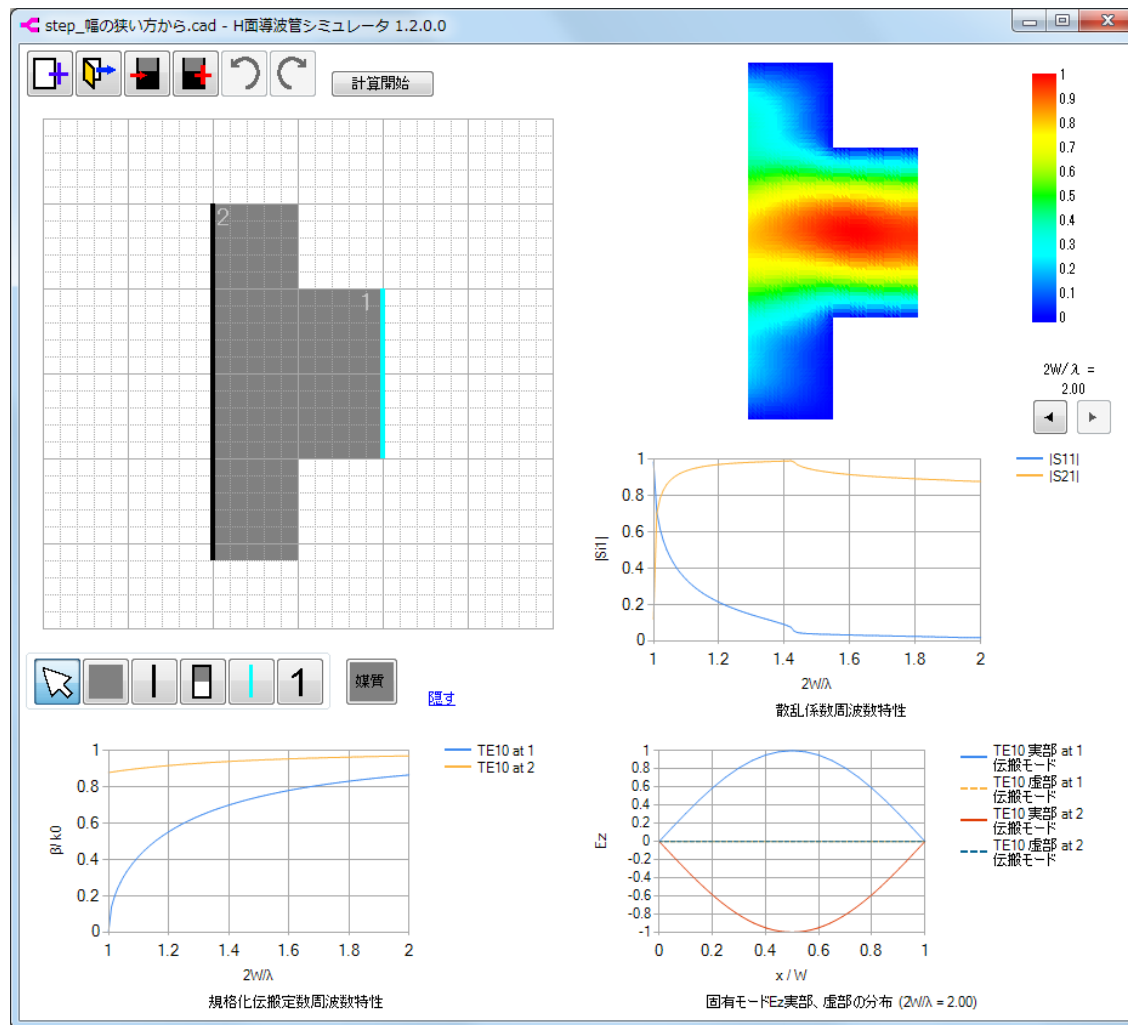 step_幅の狭い方から.cad - H面導波管シミュレータ 1.2.0.0
計算開始
2
1
1
0.9
0.8
0.7
0.6
0.5
0.4
0.3
0.2
0.1
0
2W/λ =
2.00
|S11|
|S21|
1
0.8
0.6
0.4
0.2
0
|Si1|
1 1.2 1.4 1.6 1.8 2
2W/λ
散乱係数周波数特性
1
媒質
隠す
TE10 at 1
TE10 at 2
1
0.8
0.6
0.4
0.2
0
β/k0
1 1.2 1.4 1.6 1.8 2
2W/λ
規格化伝搬定数周波数特性
TE10 実部 at 1
伝搬モード
TE10 虚部 at 1
伝搬モード
TE10 実部 at 2
伝搬モード
TE10 虚部 at 2
伝搬モード
1
0.8
0.6
0.4
0.2
0
-0.2
-0.4
-0.6
-0.8
-1
Ez
0 0.2 0.4 0.6 0.8 1
x / W
固有モードEz実部、虚部の分布 (2W/λ = 2.00)